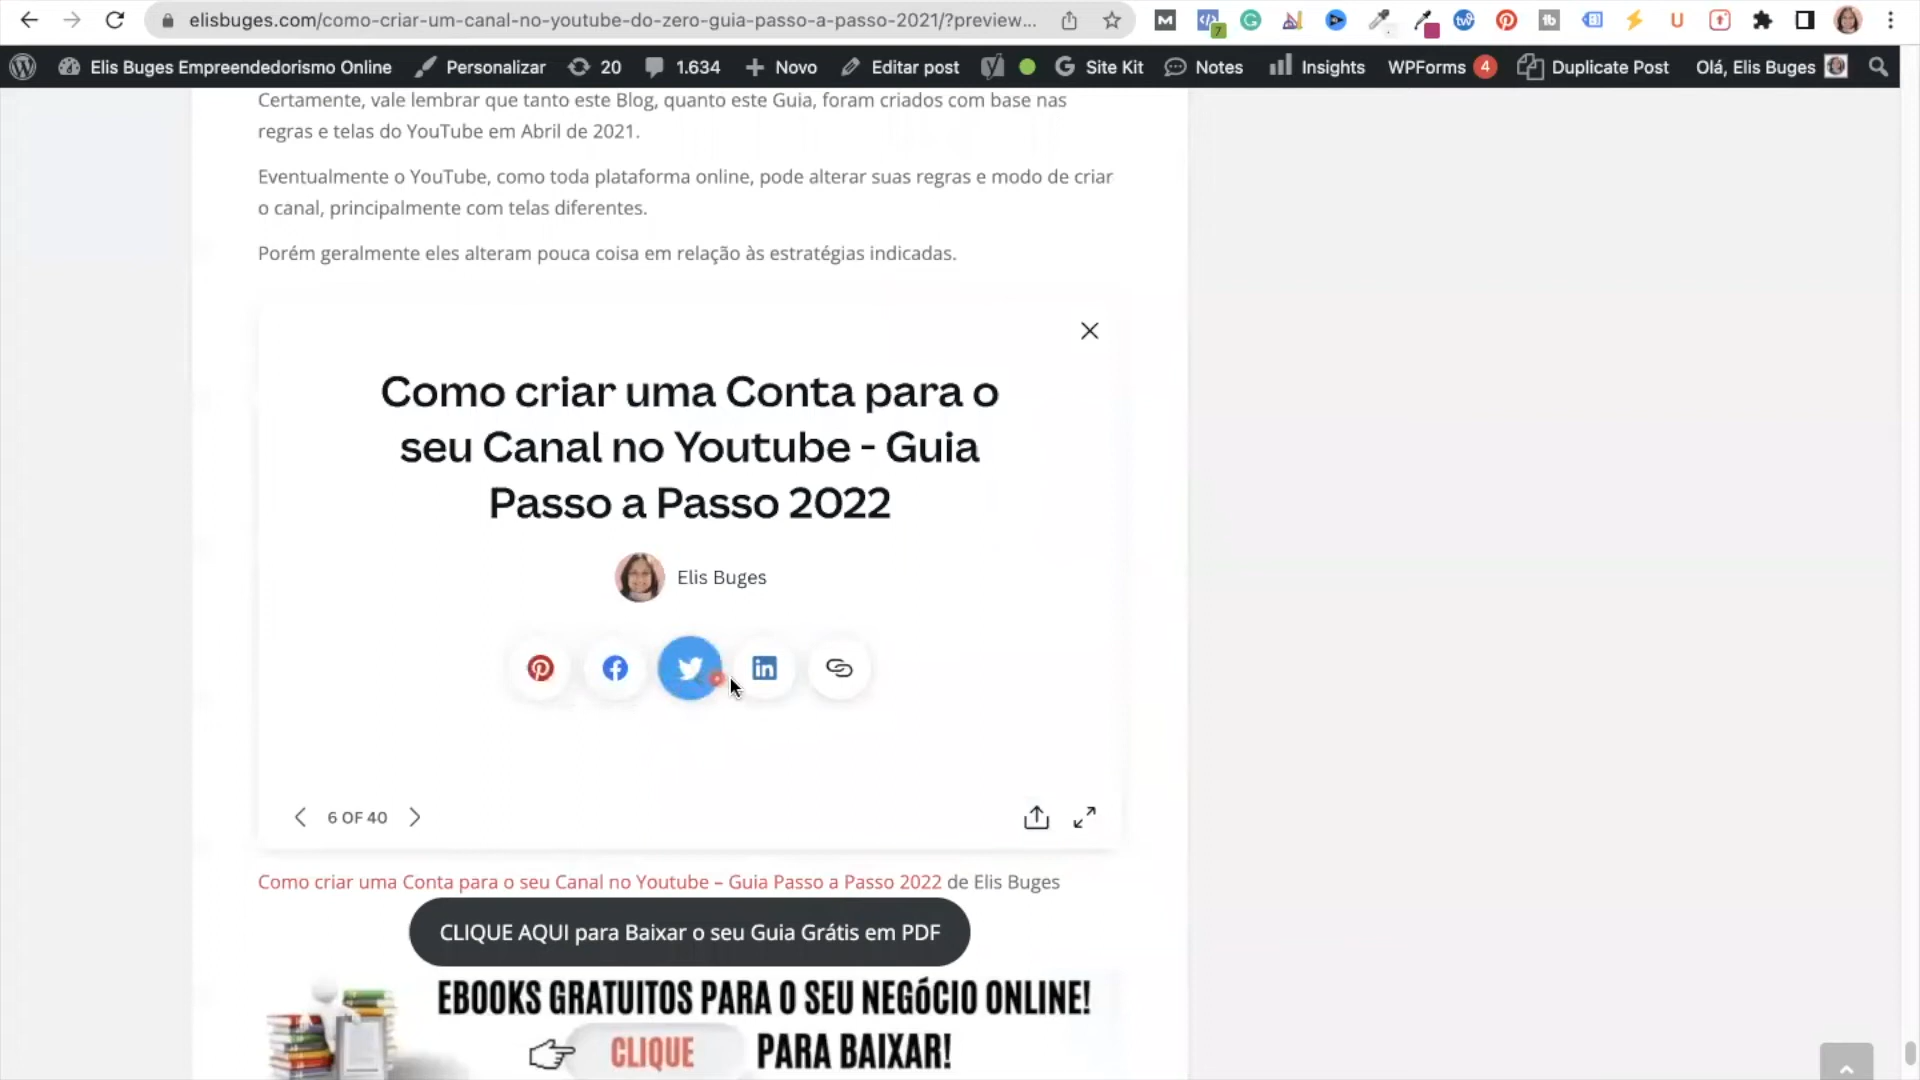 elisbuges.com/como-criar-um-canal-no-youtube-do-zero-guia-passo-a-passo-2021/?preview...
7
Elis Buges Empreendedorismo Online
Personalizar
20
1.634
Novo
Editar post
Site Kit
Notes
Insights
WPForms 4
Duplicate Post
Olá, Elis Buges
Certamente, vale lembrar que tanto este Blog, quanto este Guia, foram criados com base nas
regras e telas do YouTube em Abril de 2021.
Eventualmente o YouTube, como toda plataforma online, pode alterar suas regras e modo de criar
o canal, principalmente com telas diferentes.
Porém geralmente eles alteram pouca coisa em relação às estratégias indicadas.
Como criar uma Conta para o
seu Canal no Youtube - Guia
Passo a Passo 2022
Elis Buges
6 OF 40
Como criar uma Conta para o seu Canal no Youtube – Guia Passo a Passo 2022 de Elis Buges
CLIQUE AQUI para Baixar o seu Guia Grátis em PDF
EBOOKS GRATUITOS PARA O SEU NEGÓCIO ONLINE!
CLIQUE PARA BAIXAR!